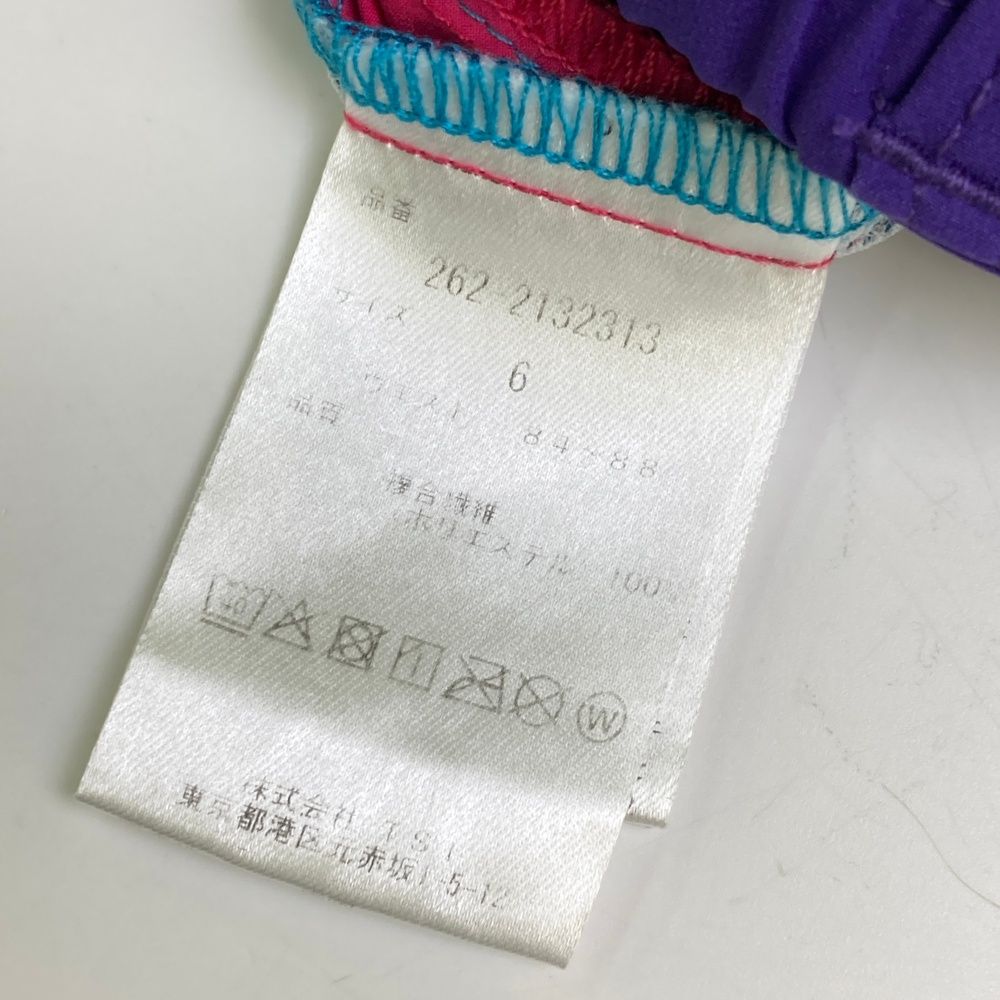 品番
262-2132313
サイズ
6
ウエスト 84~88
品質
複合繊維
ポリエステル 100%
40
W
株式会社 TSI
東京都港区元赤坂1-5-12